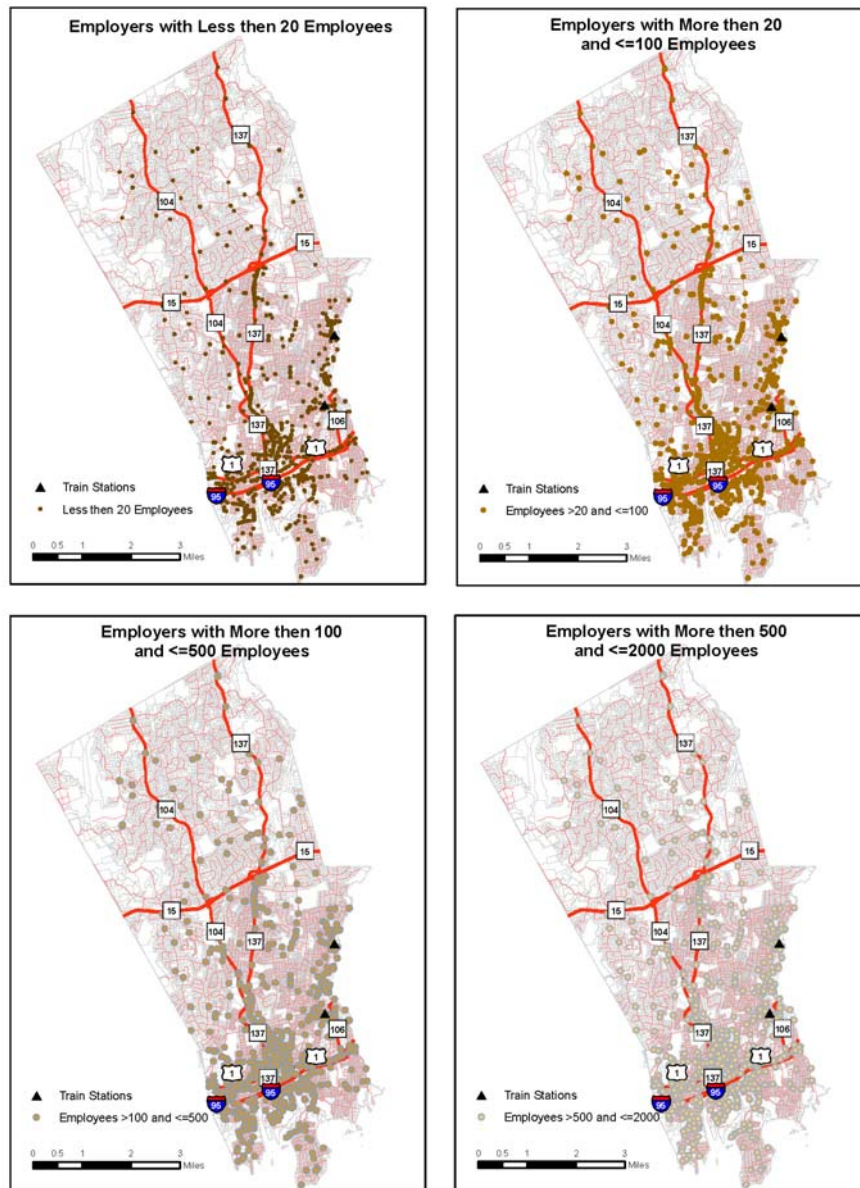 Employers with Less then 20 Employees
137
104
15
15
104
137
137
106
1
1
137
95
95
Train Stations
Less then 20 Employees
0 0.5 1 2 3
Miles
Employers with More then 20
and <=100 Employees
137
104
15
15
104
137
137
106
1
1
137
95
95
Train Stations
Employees >20 and <=100
0 0.5 1 2 3
Miles
Employers with More then 100
and <=500 Employees
137
104
15
15
104
137
137
106
1
1
137
95
95
Train Stations
Employees >100 and <=500
0 0.5 1 2 3
Miles
Employers with More then 500
and <=2000 Employees
137
104
15
15
104
137
137
106
1
1
137
95
95
Train Stations
Employees >500 and <=2000
0 0.5 1 2 3
Miles